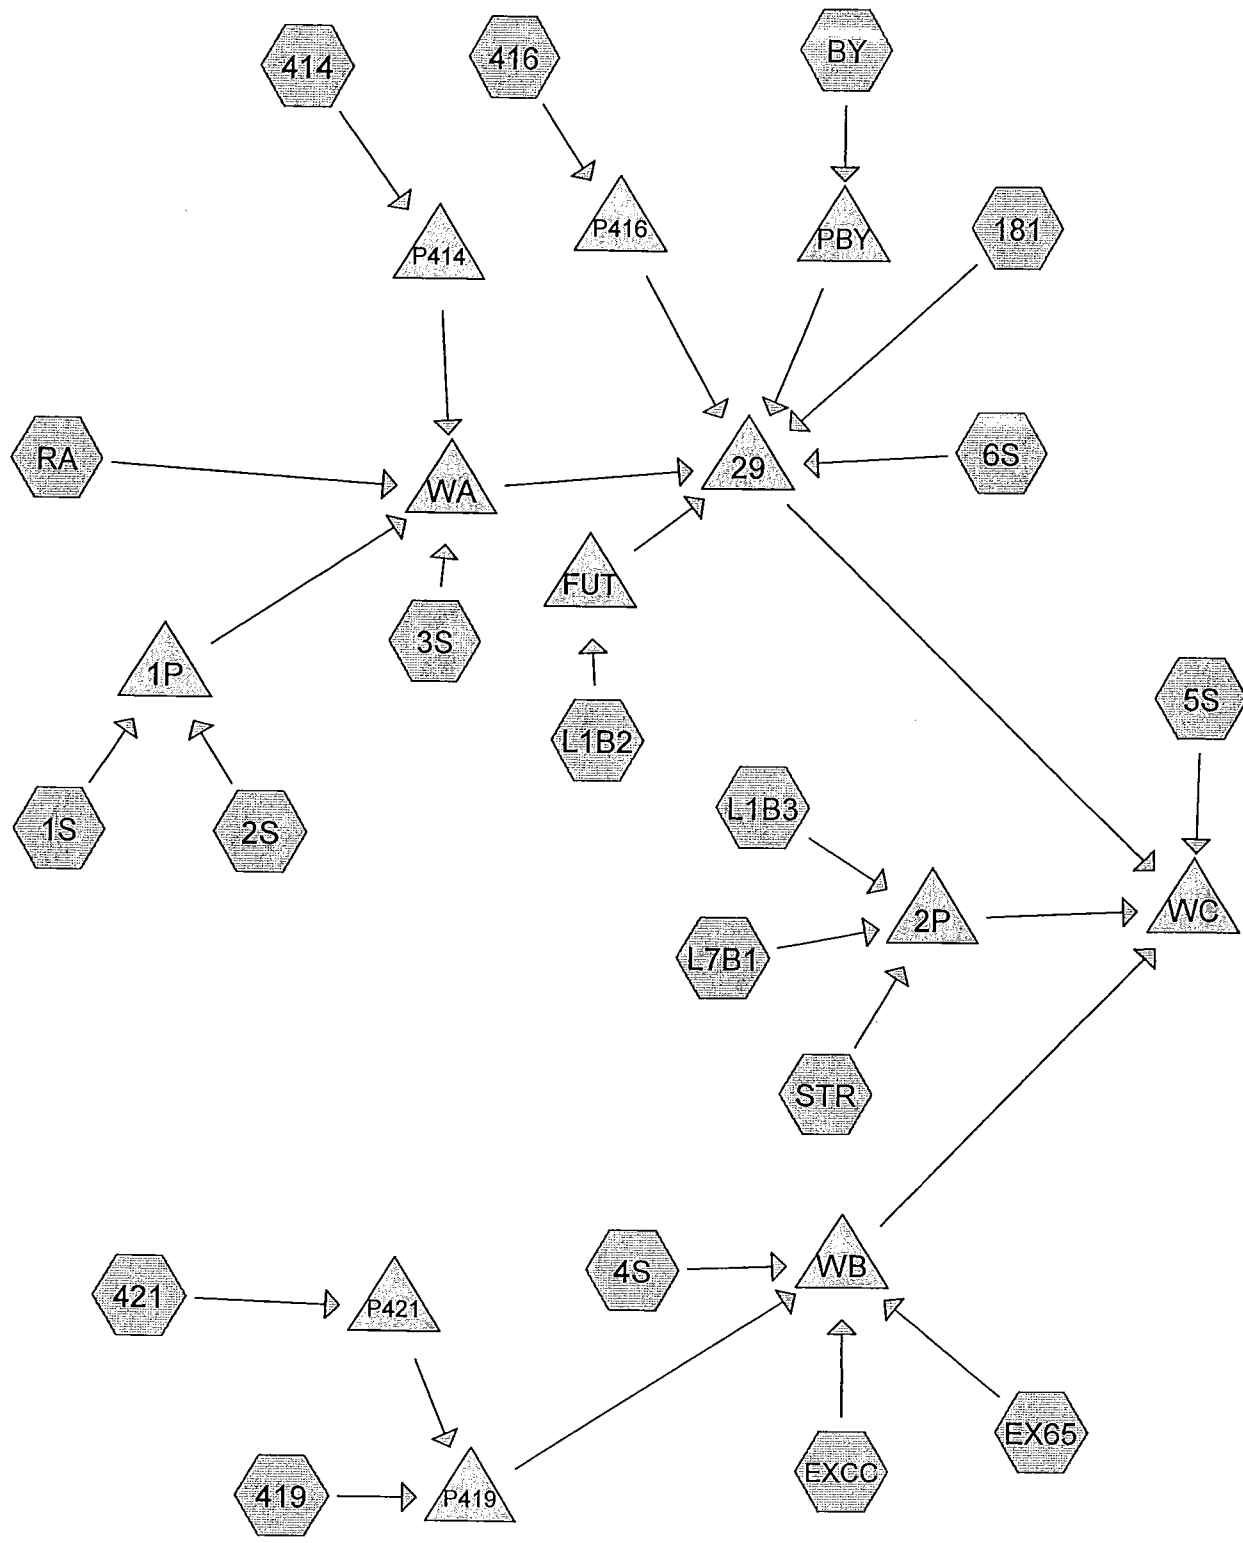 414
416
BY
P414
P416
PBY
181
RA
WA
29
6S
FUT
3S
1P
L1B2
5S
1S
2S
L1B3
2P
WC
L7B1
STR
4S
WB
421
P421
EX65
EXCC
419
P419